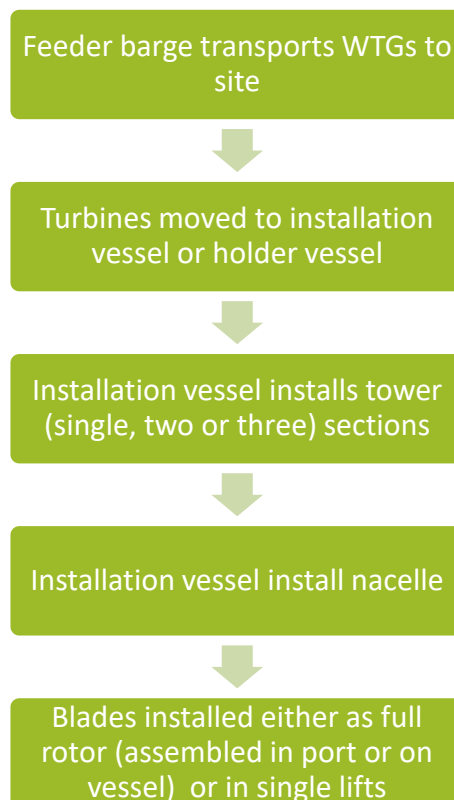 Feeder barge transports WTGs to
site
Turbines moved to installation
vessel or holder vessel
Installation vessel installs tower
(single, two or three) sections
Installation vessel install nacelle
Blades installed either as full
rotor (assembled in port or on
vessel) or in single lifts